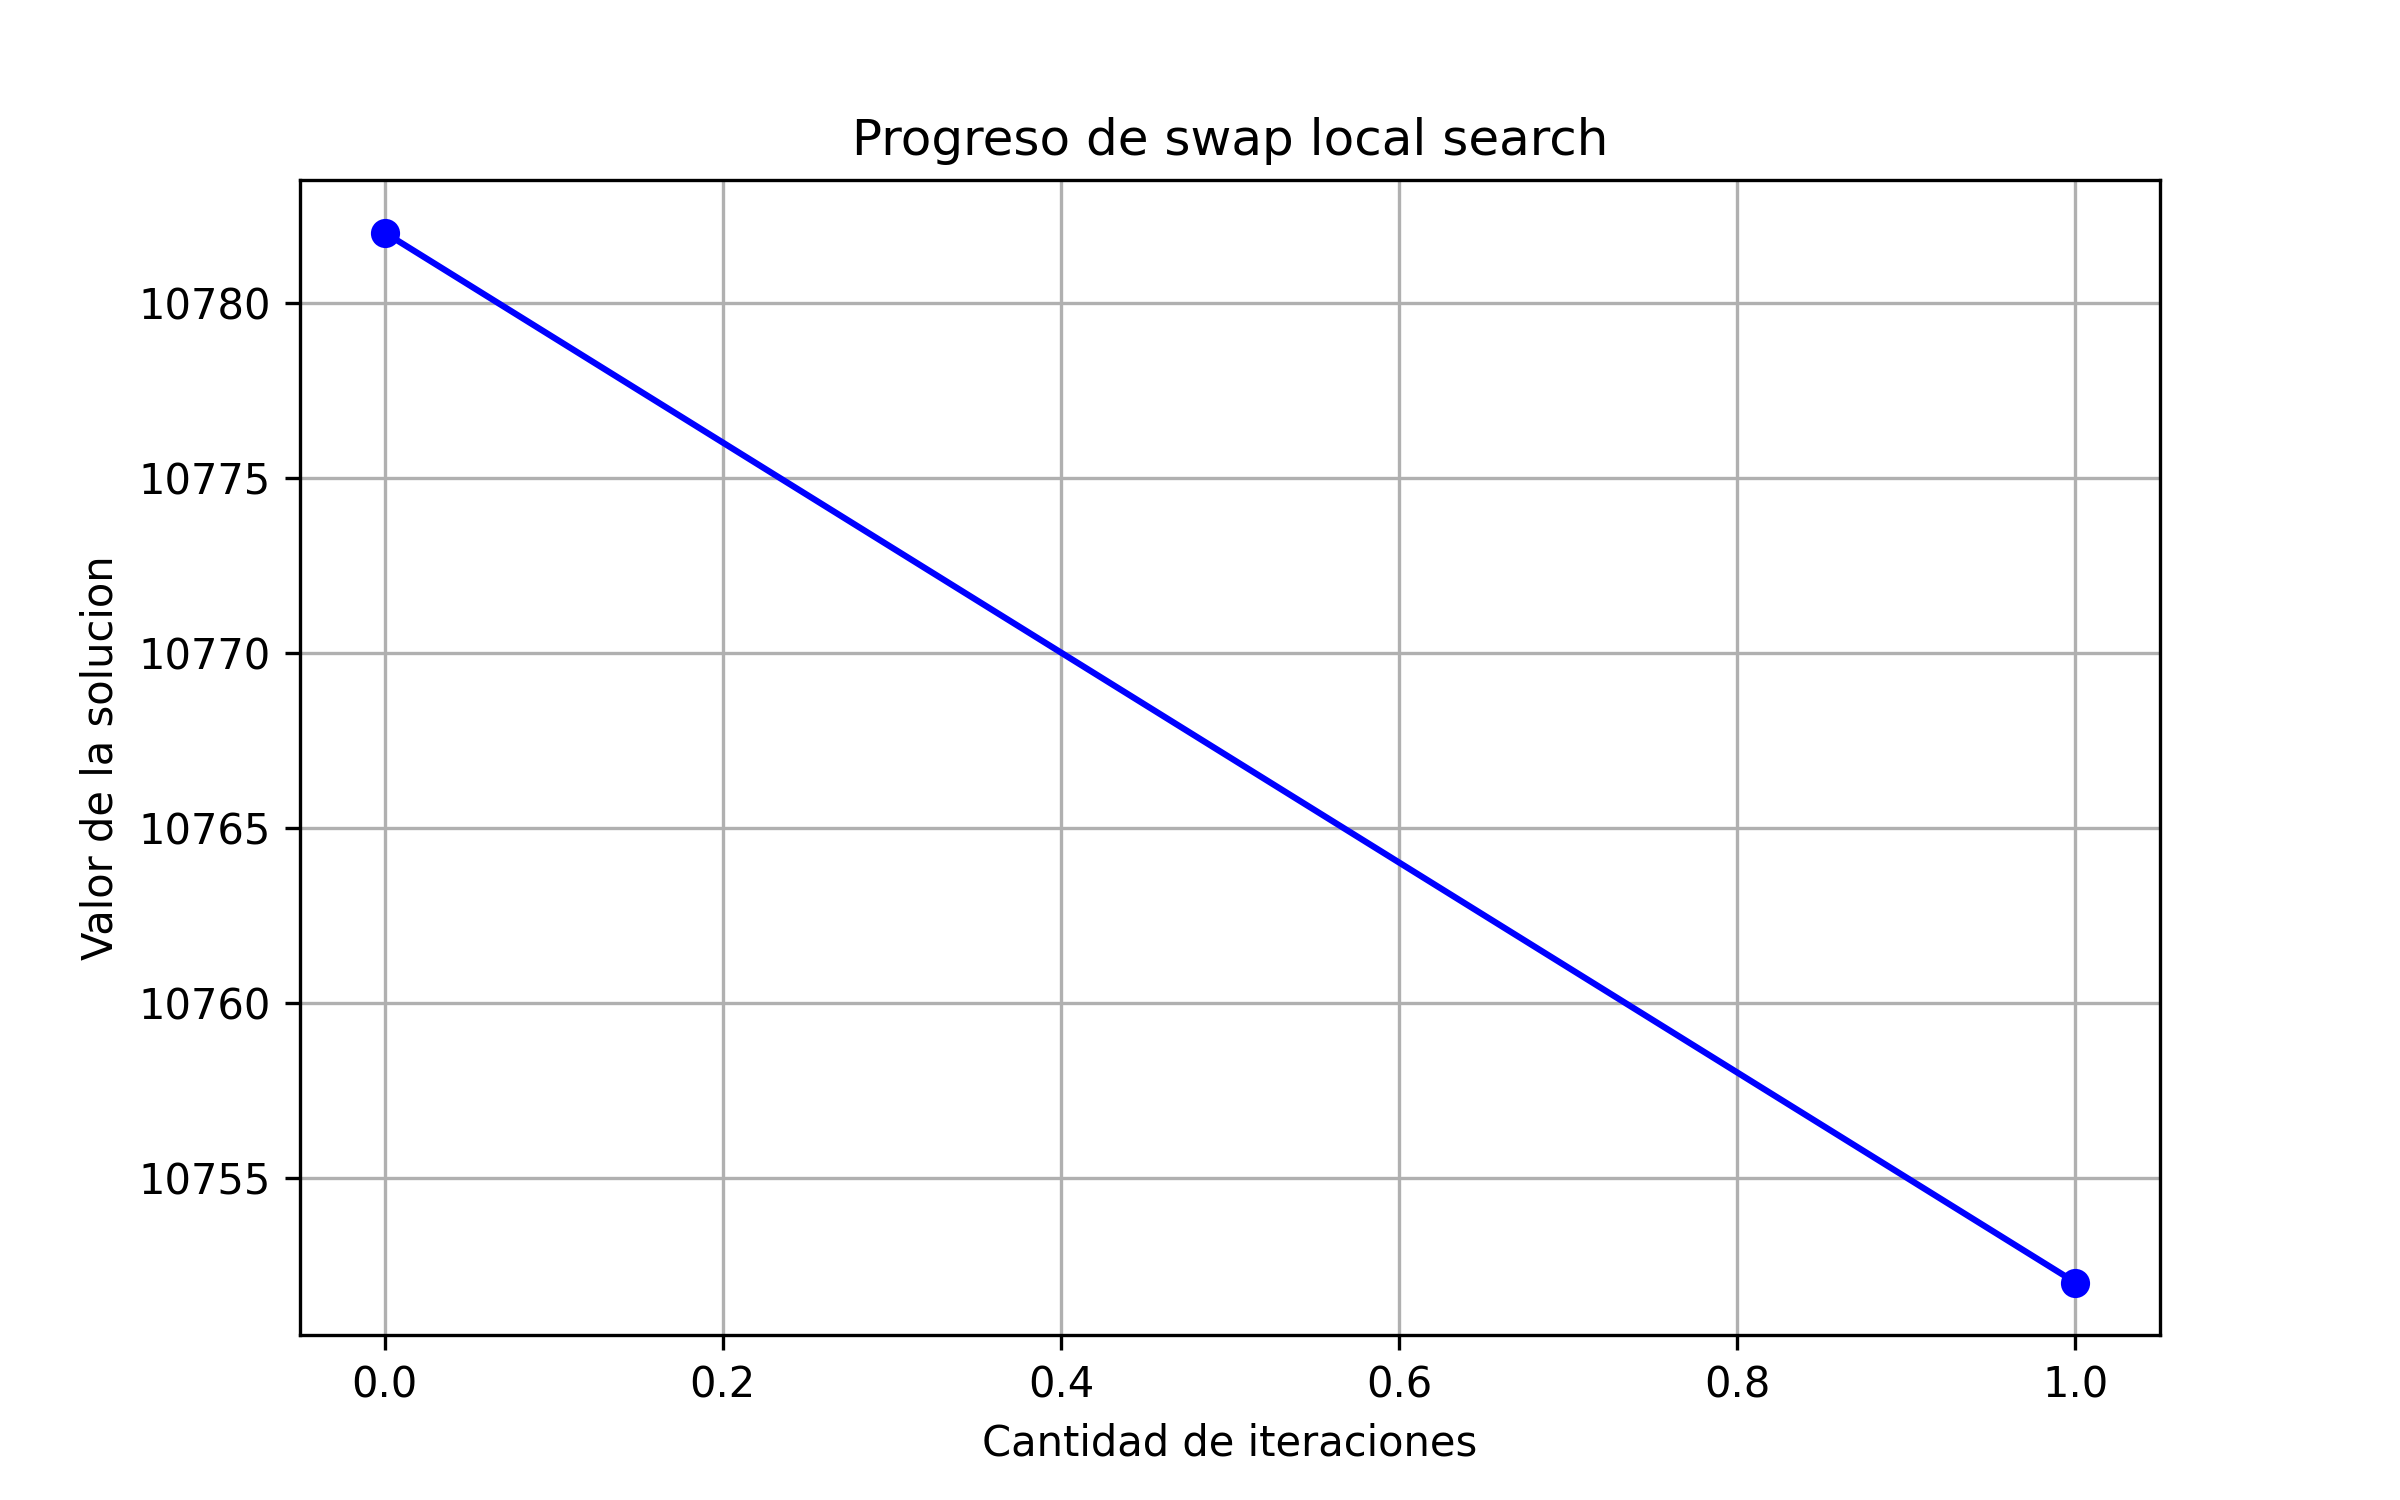 Progreso de swap local search
Valor de la solucion
10780
10775
10770
10765
10760
10755
0.0 0.2 0.4 0.6 0.8 1.0
Cantidad de iteraciones